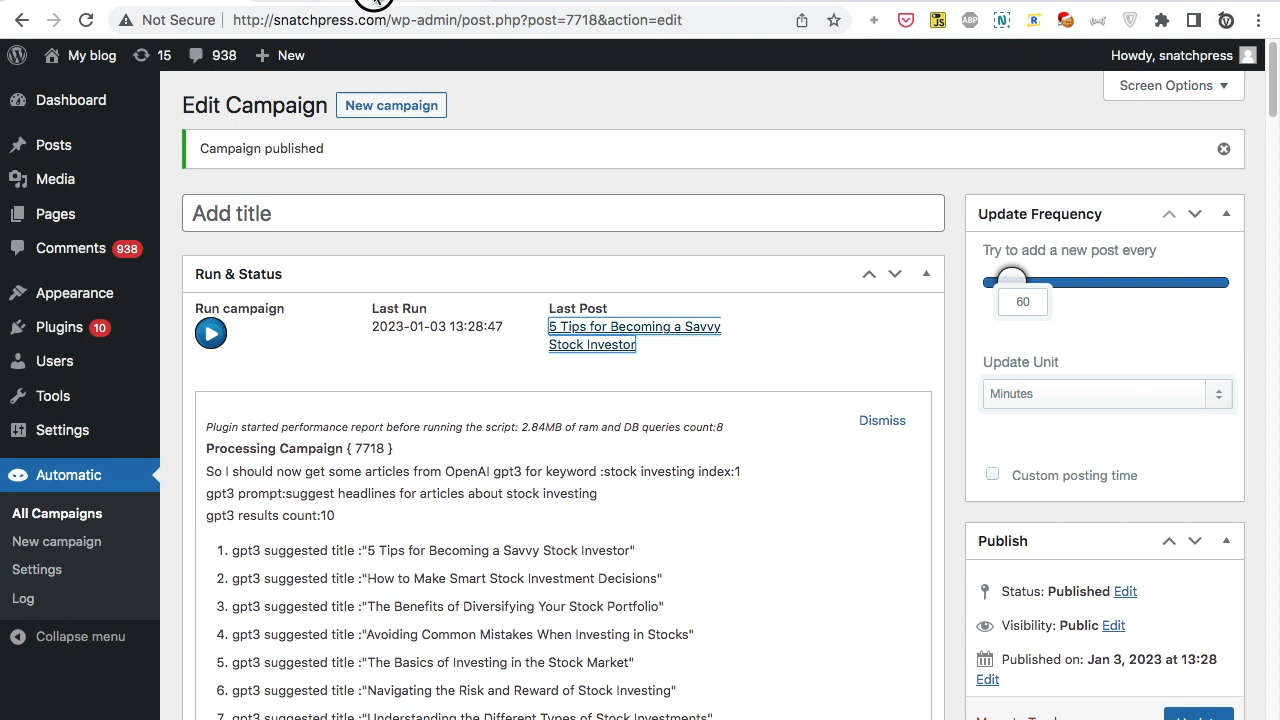 Not Secure
http://snatchpress.com/wp-admin/post.php?post=7718&action=edit
My blog
15
938
New
Howdy, snatchpress
Screen Options
Dashboard
Posts
Media
Pages
Comments 938
Appearance
Plugins 10
Users
Tools
Settings
Automatic
All Campaigns
New campaign
Settings
Log
Collapse menu
Edit Campaign
New campaign
Campaign published
Add title
Run & Status
Run campaign
Last Run
2023-01-03 13:28:47
Last Post
5 Tips for Becoming a Savvy
Stock Investor
Dismiss
Plugin started performance report before running the script: 2.84MB of ram and DB queries count:8
Processing Campaign { 7718 }
So I should now get some articles from OpenAI gpt3 for keyword :stock investing index:1
gpt3 prompt:suggest headlines for articles about stock investing
gpt3 results count:10
1. gpt3 suggested title :"5 Tips for Becoming a Savvy Stock Investor"
2. gpt3 suggested title :"How to Make Smart Stock Investment Decisions"
3. gpt3 suggested title :"The Benefits of Diversifying Your Stock Portfolio"
4. gpt3 suggested title :"Avoiding Common Mistakes When Investing in Stocks"
5. gpt3 suggested title :"The Basics of Investing in the Stock Market"
6. gpt3 suggested title :"Navigating the Risk and Reward of Stock Investing"
7. gpt3 suggested title :"Understanding the Different Types of Stock Investments"
Update Frequency
Try to add a new post every
60
Update Unit
Minutes
Custom posting time
Publish
Status: Published Edit
Visibility: Public Edit
Published on: Jan 3, 2023 at 13:28
Edit